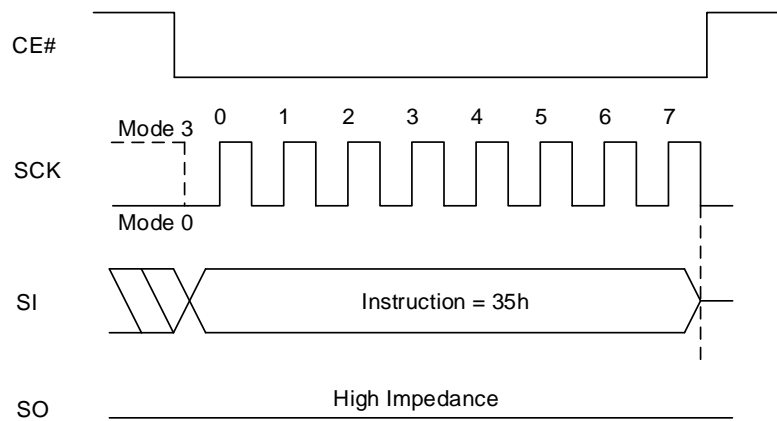 CE#
Mode 3
0 1 2 3 4 5 6 7
SCK
Mode 0
SI
Instruction = 35h
SO
High Impedance